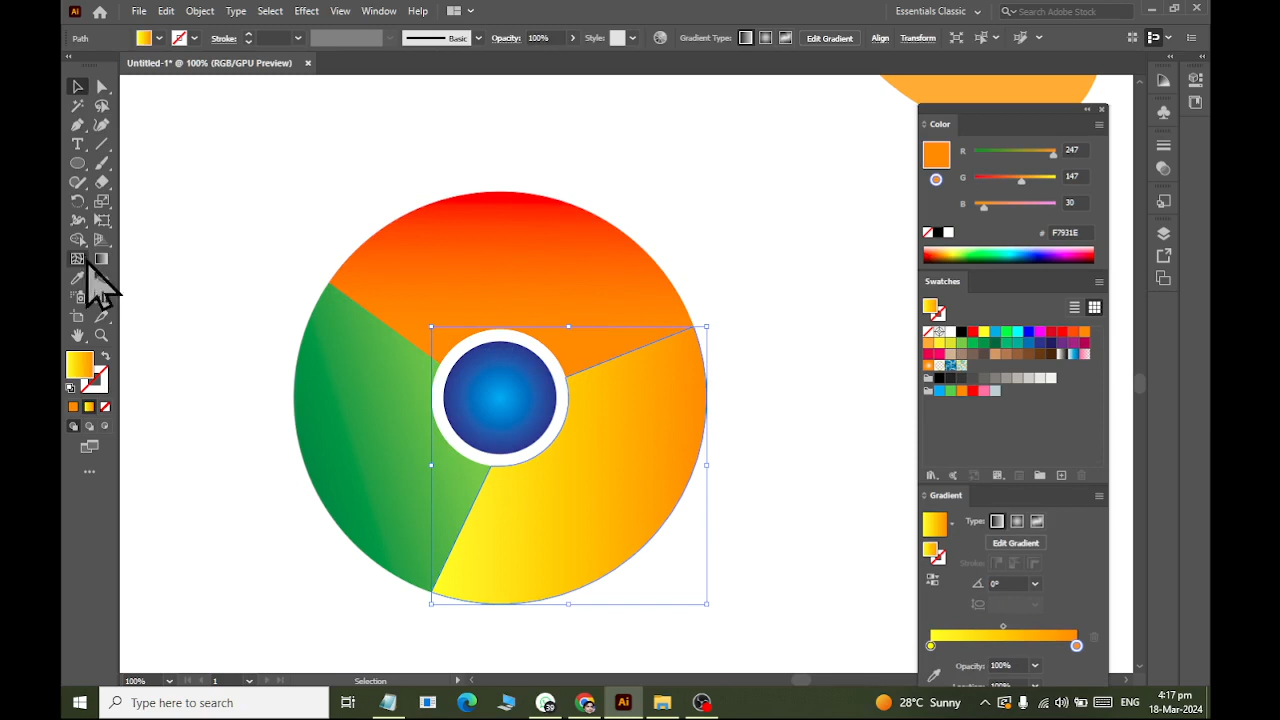 Ai File Edit Object Type Select Effect View Window Help Essentials Classic Search Adobe Stock
Path Stroke: Basic Opacity: 100% Style: Gradient Type: Edit Gradient Align Transform
Untitled-1* @ 100% (RGB/GPU Preview)
Color
R 247
G 147
B 30
# F7931E
Swatches
Gradient
Type:
Edit Gradient
Stroke:
0°
Opacity: 100%
100% 1 Selection
Type here to search 39 Ai 28°C Sunny ENG 4:17 pm
18-Mar-2024